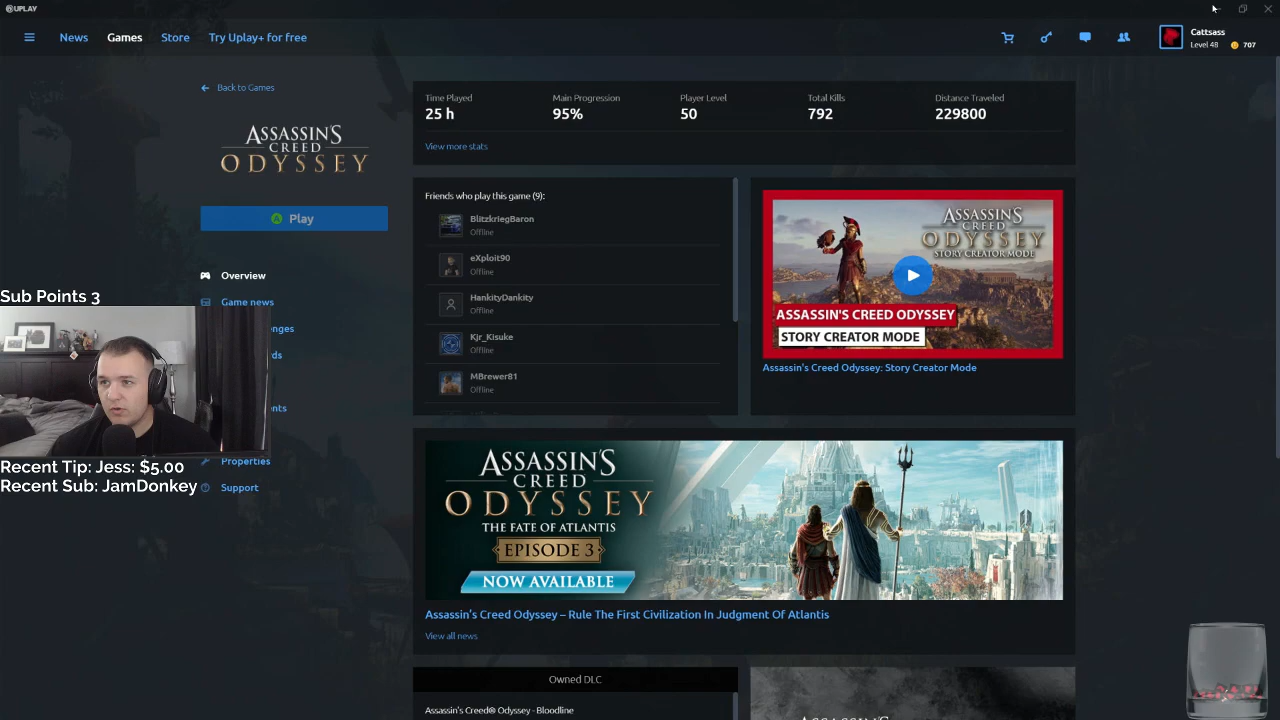 UPLAY
News Games Store Try Uplay+ for free
Cattsass
Level 48 707
Back to Games
ASSASSIN'S
CREED
ODYSSEY
Play
Overview
Game news
enges
ds
nts
Properties
Support
Sub Points 3
Recent Tip: Jess: $5.00
Recent Sub: JamDonkey
Time Played Main Progression Player Level Total Kills Distance Traveled
25 h 95% 50 792 229800
View more stats
Friends who play this game (9):
BlitzkriegBaron
Offline
eXploit90
Offline
HankityDankity
Offline
Kjr_Kisuke
Offline
MBrewer81
Offline
ASSASSIN'S
CREED
ODYSSEY
STORY CREATOR MODE
ASSASSIN'S CREED ODYSSEY
STORY CREATOR MODE
Assassin's Creed Odyssey: Story Creator Mode
ASSASSIN'S
CREED
ODYSSEY
THE FATE OF ATLANTIS
EPISODE 3
NOW AVAILABLE
Assassin's Creed Odyssey – Rule The First Civilization In Judgment Of Atlantis
View all news
Owned DLC
Assassin's Creed® Odyssey - Bloodline